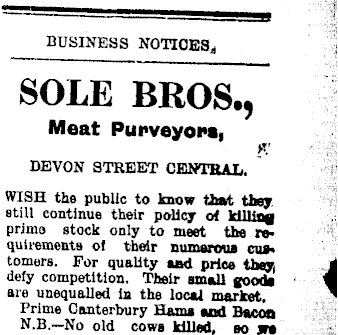 BUSINESS NOTICES,
SOLE BROS.,
Meat Purveyors,
DEVON STREET CENTRAL.
WISH the public to know that they
still continue their policy of killing
prime stock only to meet the re-
quirements of their numerous cus-
tomers. For quality and price they
defy competition. Their small goods
are unequalled in the local market.
Prime Canterbury Hams and Bacon
N.B.—No old cows killed, so we